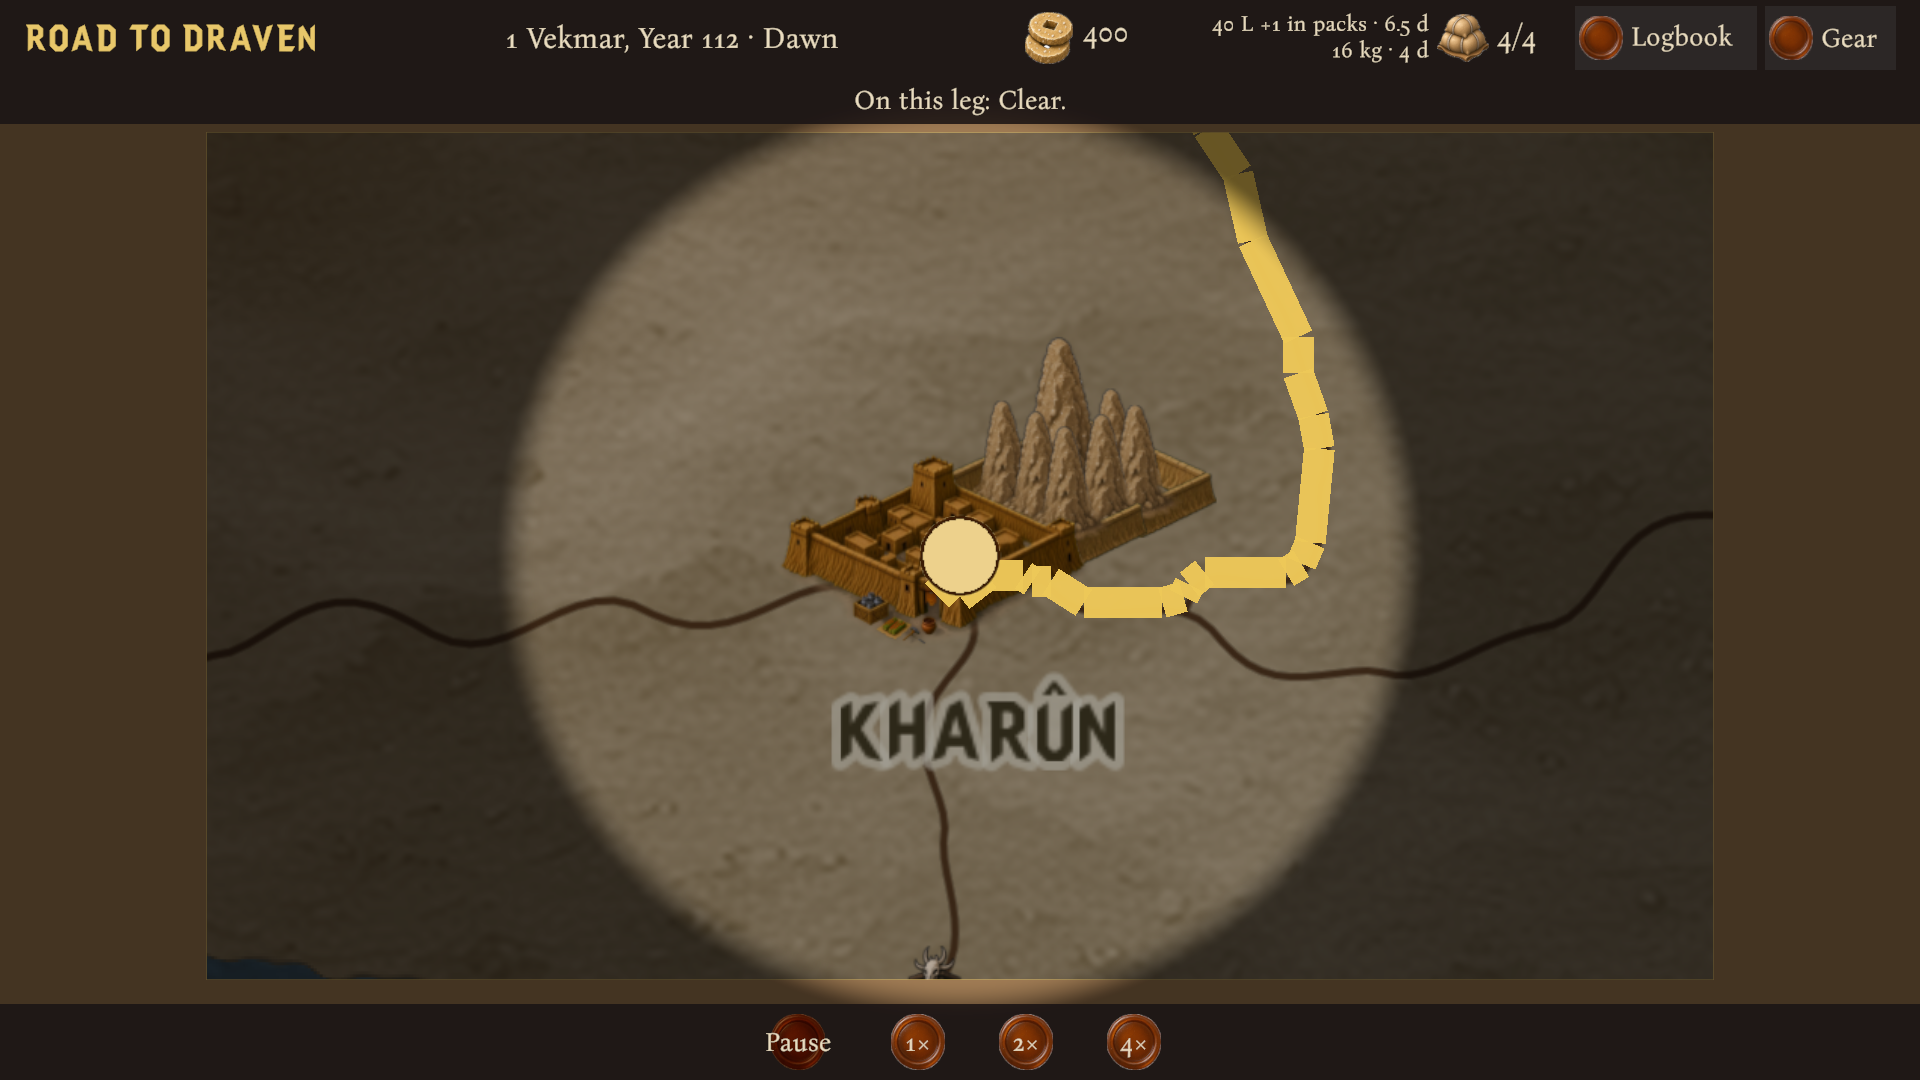 ROAD TO DRAVEN
1 Vekmar, Year 112 · Dawn
400
40 L +1 in packs · 6.5 d
16 kg · 4 d
4/4
Logbook
Gear
On this leg: Clear.
KHARÛN
Pause
1×
2×
4×